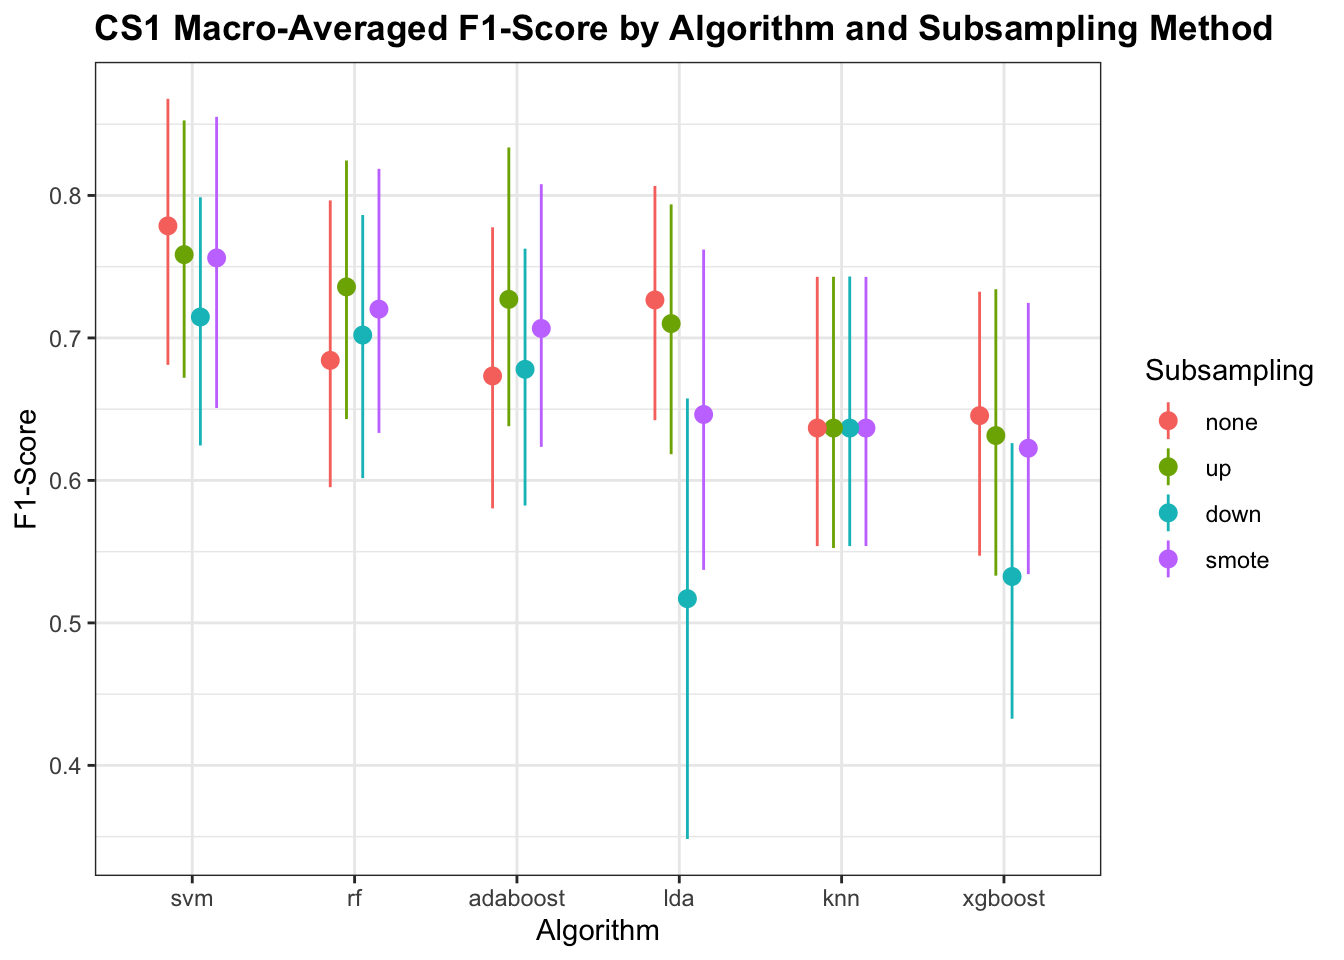 CS1 Macro-Averaged F1-Score by Algorithm and Subsampling Method
F1-Score
0.8
0.7
0.6
0.5
0.4
svm rf adaboost lda knn xgboost
Algorithm
Subsampling
none
up
down
smote